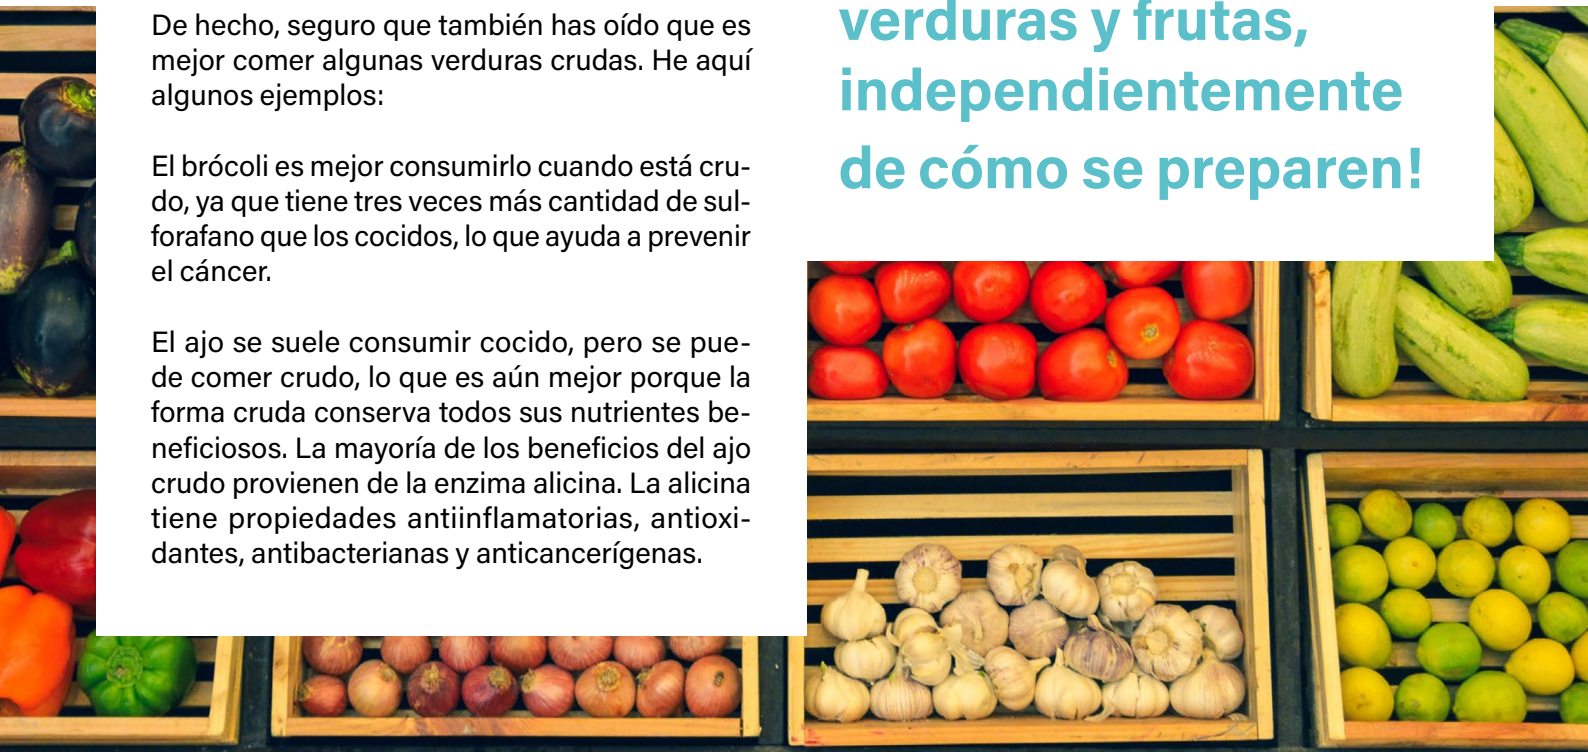 De hecho, seguro que también has oído que es
mejor comer algunas verduras crudas. He aquí
algunos ejemplos:
El brócoli es mejor consumirlo cuando está cru-
do, ya que tiene tres veces más cantidad de sul-
forafano que los cocidos, lo que ayuda a prevenir
el cáncer.
El ajo se suele consumir cocido, pero se pue-
de comer crudo, lo que es aún mejor porque la
forma cruda conserva todos sus nutrientes be-
neficiosos. La mayoría de los beneficios del ajo
crudo provienen de la enzima alicina. La alicina
tiene propiedades antiinflamatorias, antioxi-
dantes, antibacterianas y anticancerígenas.
verduras y frutas,
independientemente
de cómo se preparen!